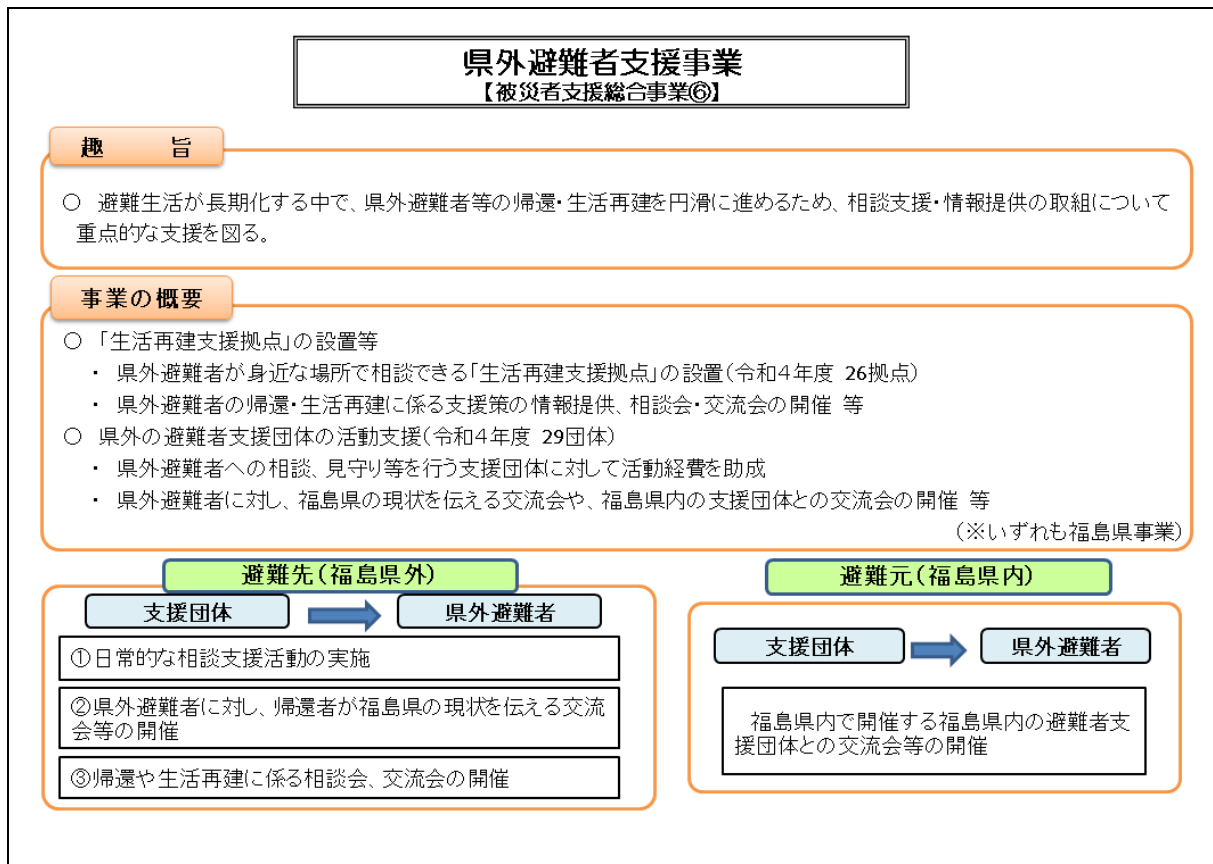 県外避難者支援事業
【被災者支援総合事業⑥】
趣　　旨
○ 避難生活が長期化する中で、県外避難者等の帰還・生活再建を円滑に進めるため、相談支援・情報提供の取組について
重点的な支援を図る。
事業の概要
○ 「生活再建支援拠点」の設置等
・ 県外避難者が身近な場所で相談できる「生活再建支援拠点」の設置(令和4年度 26拠点)
・ 県外避難者の帰還・生活再建に係る支援策の情報提供、相談会・交流会の開催 等
○ 県外の避難者支援団体の活動支援(令和4年度 29団体)
・ 県外避難者への相談、見守り等を行う支援団体に対して活動経費を助成
・ 県外避難者に対し、福島県の現状を伝える交流会や、福島県内の支援団体との交流会の開催 等
(※いずれも福島県事業)
避難先(福島県外)
支援団体
県外避難者
①日常的な相談支援活動の実施
②県外避難者に対し、帰還者が福島県の現状を伝える交流
会等の開催
③帰還や生活再建に係る相談会、交流会の開催
避難元(福島県内)
支援団体
県外避難者
福島県内で開催する福島県内の避難者支
援団体との交流会等の開催